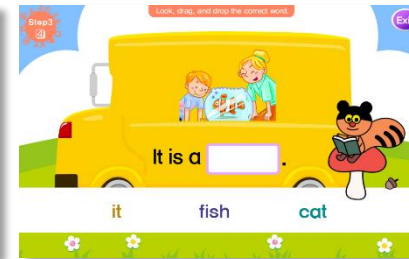 Look, drag, and drop the correct word.
Step3
Exi
It is a .
it fish cat